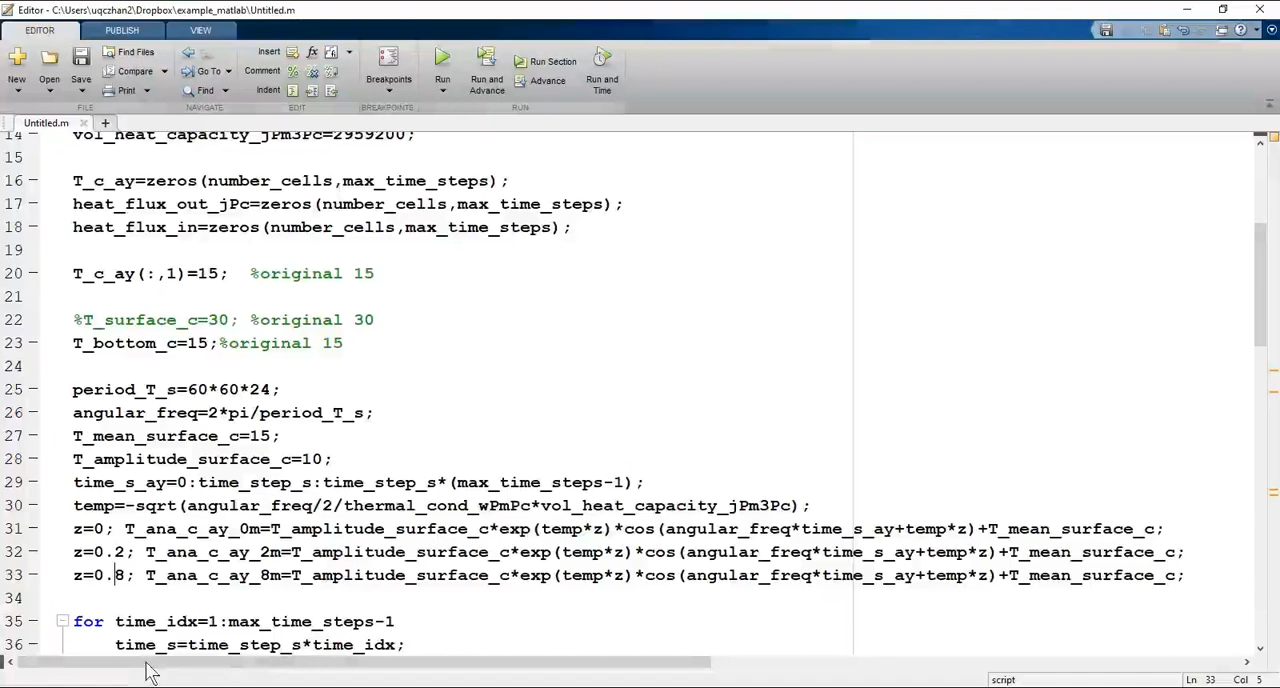 Editor - C:\Users\uqczhan2\Dropbox\example_matlab\Untitled.m
EDITOR PUBLISH VIEW
New Open Save Find Files Compare Print
Go To Find
Insert fx
Comment
Indent
Breakpoints
Run Run and Advance Run Section Advance Run and Time
FILE NAVIGATE EDIT BREAKPOINTS RUN
Untitled.m × +
14 vol_heat_capacity_jPm3Pc=2959200;
15
16 T_c_ay=zeros(number_cells,max_time_steps);
17 heat_flux_out_jPc=zeros(number_cells,max_time_steps);
18 heat_flux_in=zeros(number_cells,max_time_steps);
19
20 T_c_ay(:,1)=15; %original 15
21
22 %T_surface_c=30; %original 30
23 T_bottom_c=15;%original 15
24
25 period_T_s=60*60*24;
26 angular_freq=2*pi/period_T_s;
27 T_mean_surface_c=15;
28 T_amplitude_surface_c=10;
29 time_s_ay=0:time_step_s:time_step_s*(max_time_steps-1);
30 temp=-sqrt(angular_freq/2/thermal_cond_wPmPc*vol_heat_capacity_jPm3Pc);
31 z=0; T_ana_c_ay_0m=T_amplitude_surface_c*exp(temp*z)*cos(angular_freq*time_s_ay+temp*z)+T_mean_surface_c;
32 z=0.2; T_ana_c_ay_2m=T_amplitude_surface_c*exp(temp*z)*cos(angular_freq*time_s_ay+temp*z)+T_mean_surface_c;
33 z=0.8; T_ana_c_ay_8m=T_amplitude_surface_c*exp(temp*z)*cos(angular_freq*time_s_ay+temp*z)+T_mean_surface_c;
34
35 for time_idx=1:max_time_steps-1
36 time_s=time_step_s*time_idx;
script Ln 33 Col 5